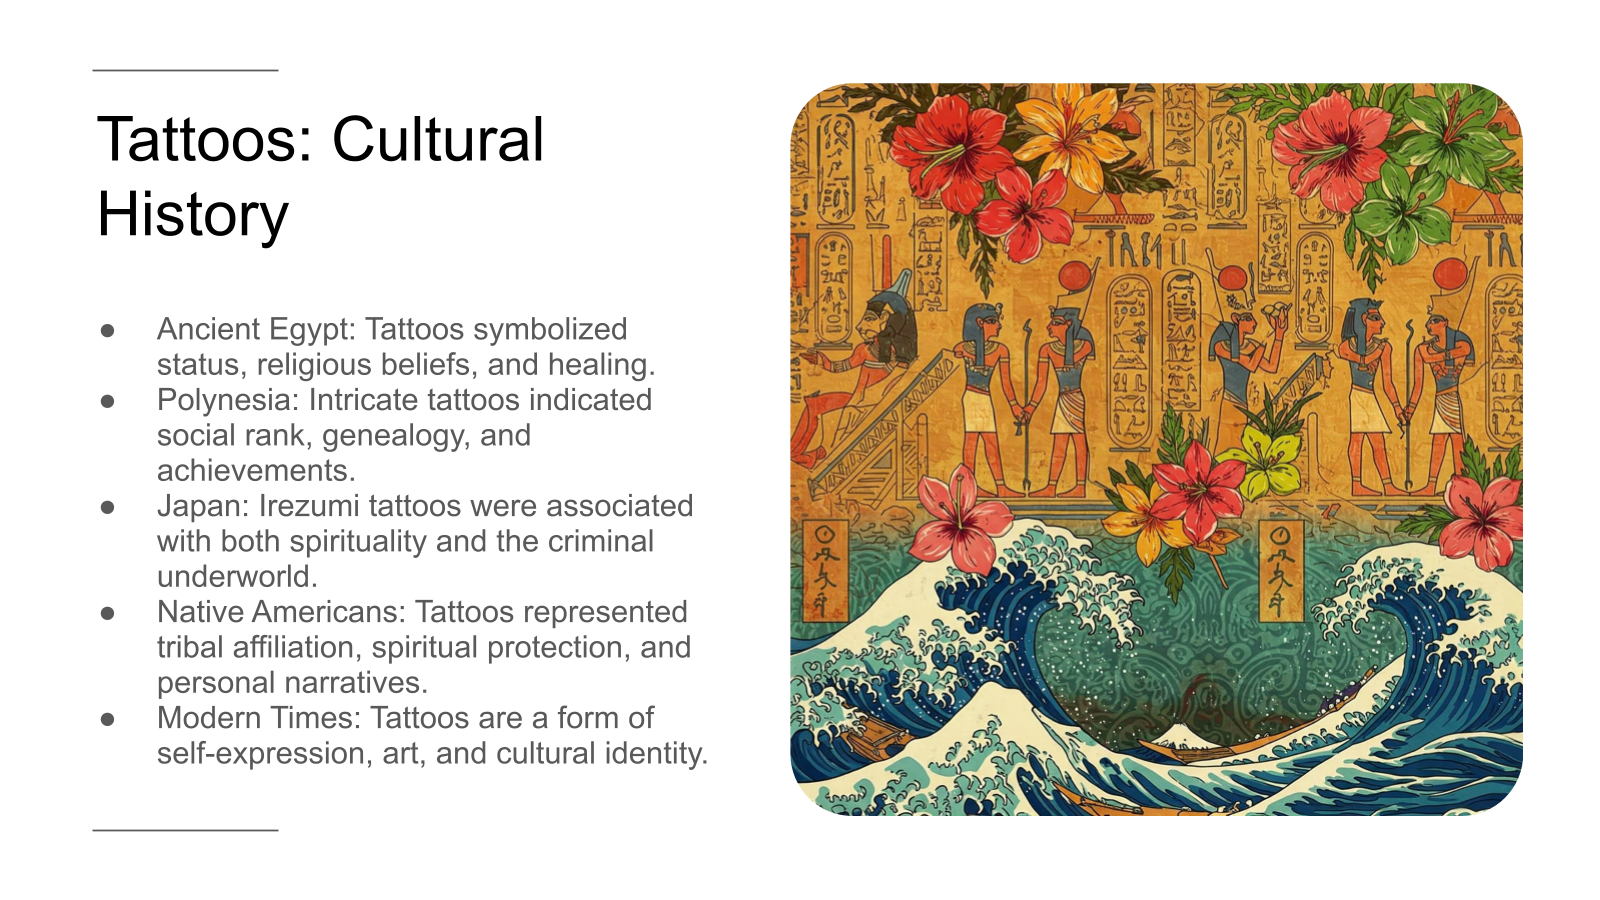 Tattoos: Cultural
History
● Ancient Egypt: Tattoos symbolized
status, religious beliefs, and healing.
● Polynesia: Intricate tattoos indicated
social rank, genealogy, and
achievements.
● Japan: Irezumi tattoos were associated
with both spirituality and the criminal
underworld.
● Native Americans: Tattoos represented
tribal affiliation, spiritual protection, and
personal narratives.
● Modern Times: Tattoos are a form of
self-expression, art, and cultural identity.